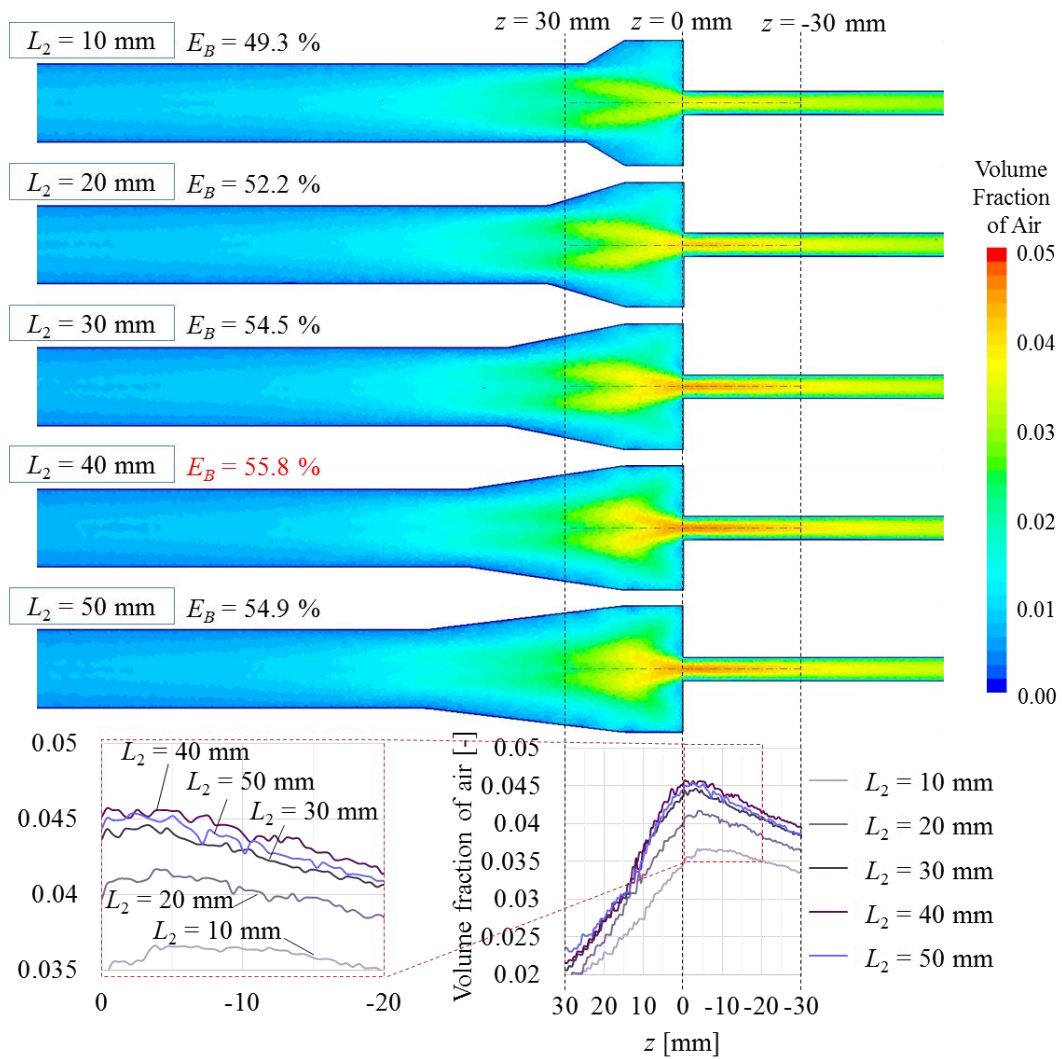 z = 30 mm z = 0 mm z = -30 mm
L2 = 10 mm EB = 49.3 %
L2 = 20 mm EB = 52.2 %
L2 = 30 mm EB = 54.5 %
L2 = 40 mm EB = 55.8 %
L2 = 50 mm EB = 54.9 %
Volume
Fraction
of Air
0.05
0.04
0.03
0.02
0.01
0.00
0.05
0.045
0.04
0.035
L2 = 40 mm
L2 = 50 mm
L2 = 30 mm
L2 = 20 mm
L2 = 10 mm
0 -10 -20
Volume fraction of air [-]
0.05
0.045
0.04
0.035
0.03
0.025
0.02
30 20 10 0 -10 -20 -30
z [mm]
L2 = 10 mm
L2 = 20 mm
L2 = 30 mm
L2 = 40 mm
L2 = 50 mm